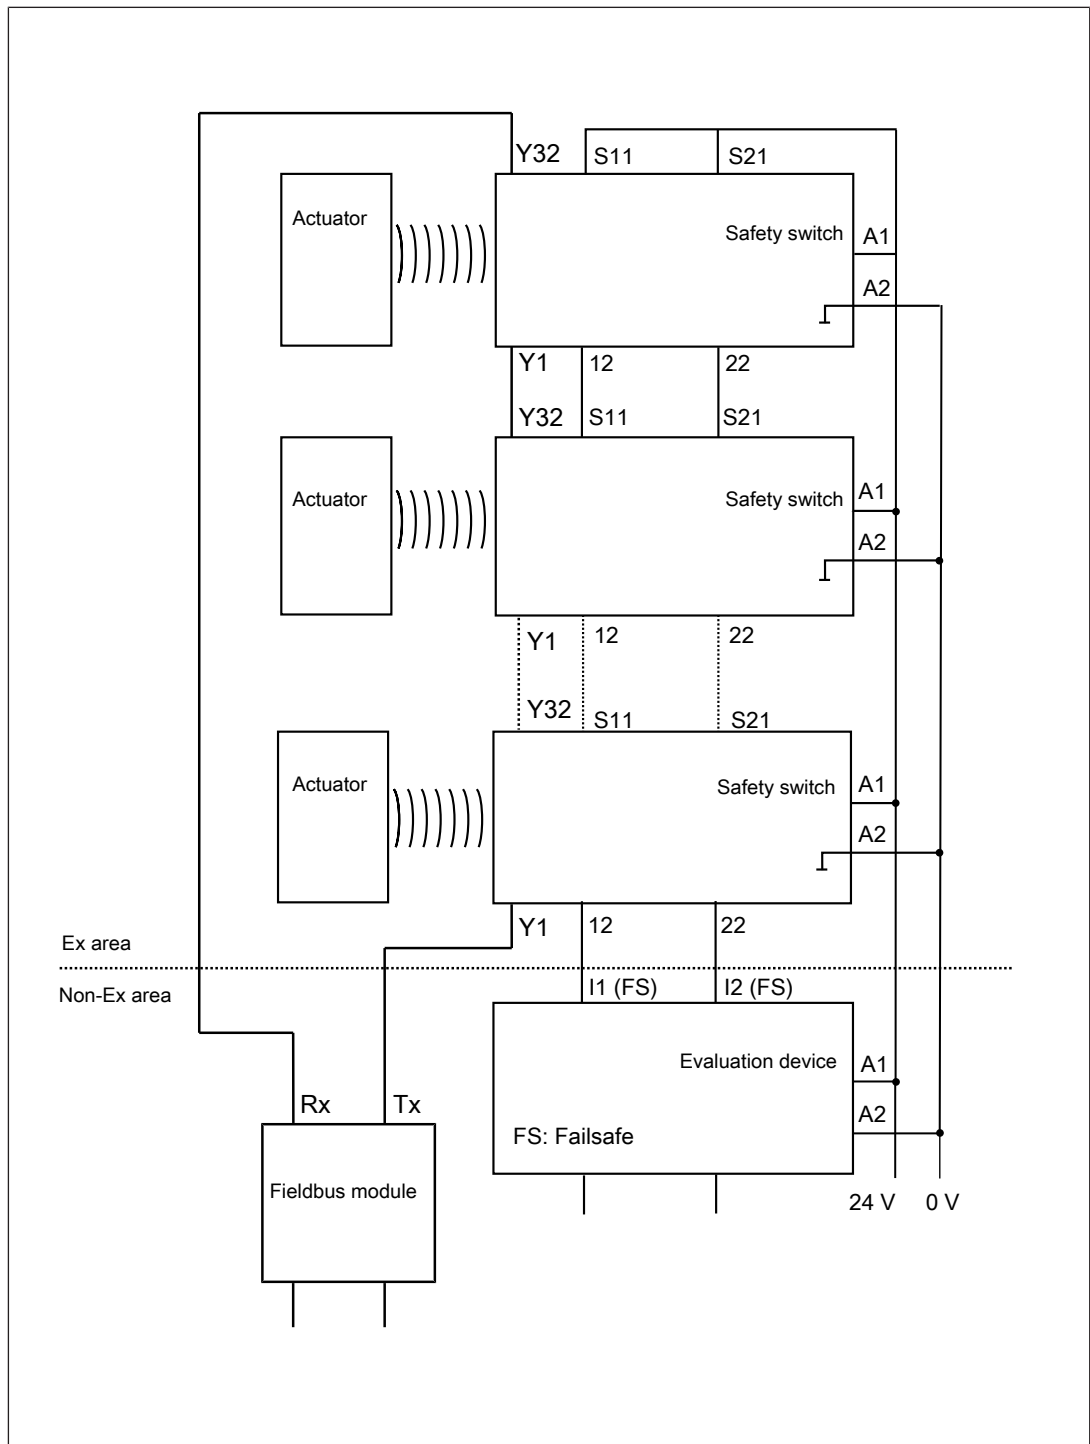 Y32 S11 S21
Actuator
Safety switch
A1
A2
Y1 12 22
Y32 S11 S21
Actuator
Safety switch
A1
A2
Y1 12 22
Y32 S11 S21
Actuator
Safety switch
A1
A2
Y1 12 22
Ex area
Non-Ex area
I1 (FS) I2 (FS)
Evaluation device
A1
A2
FS: Failsafe
Rx Tx
Fieldbus module
24 V 0 V